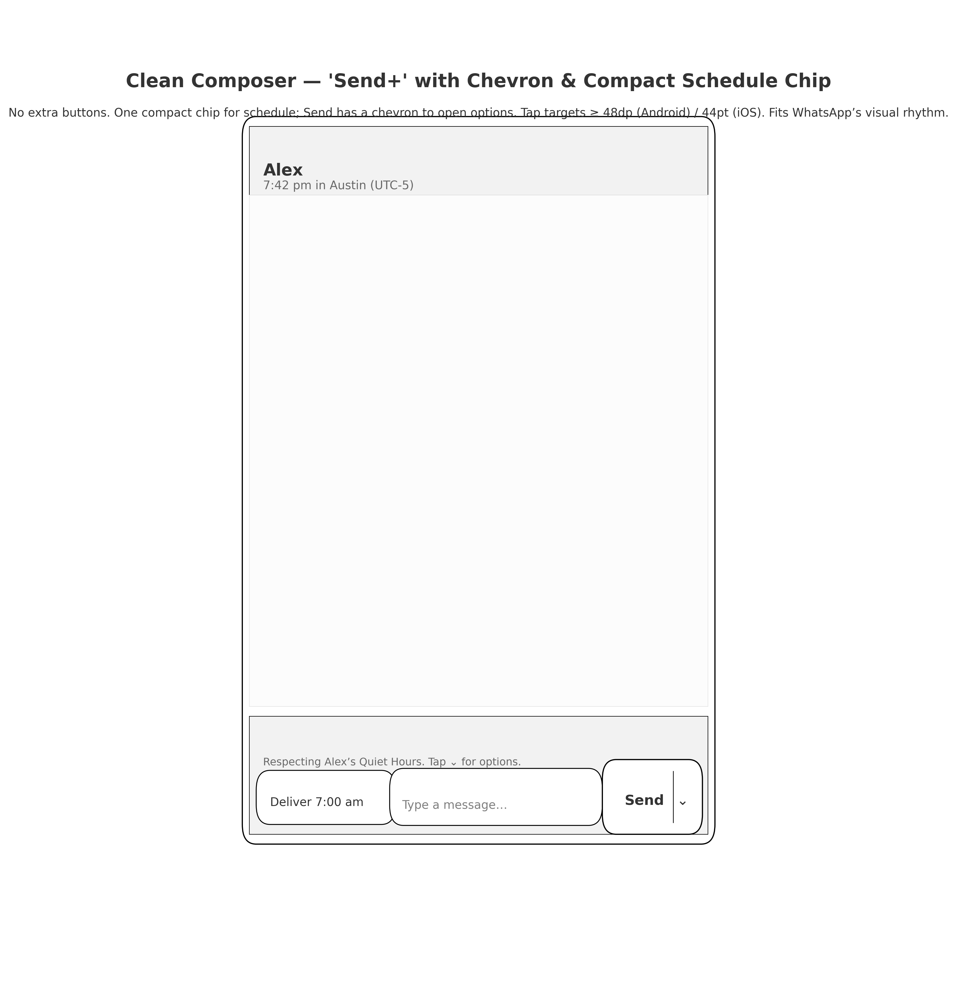 Clean Composer — 'Send+' with Chevron & Compact Schedule Chip
No extra buttons. One compact chip for schedule; Send has a chevron to open options. Tap targets ≥ 48dp (Android) / 44pt (iOS). Fits WhatsApp’s visual rhythm.
Alex
7:42 pm in Austin (UTC-5)
Respecting Alex’s Quiet Hours. Tap ⌄ for options.
Deliver 7:00 am
Type a message…
Send ⌄